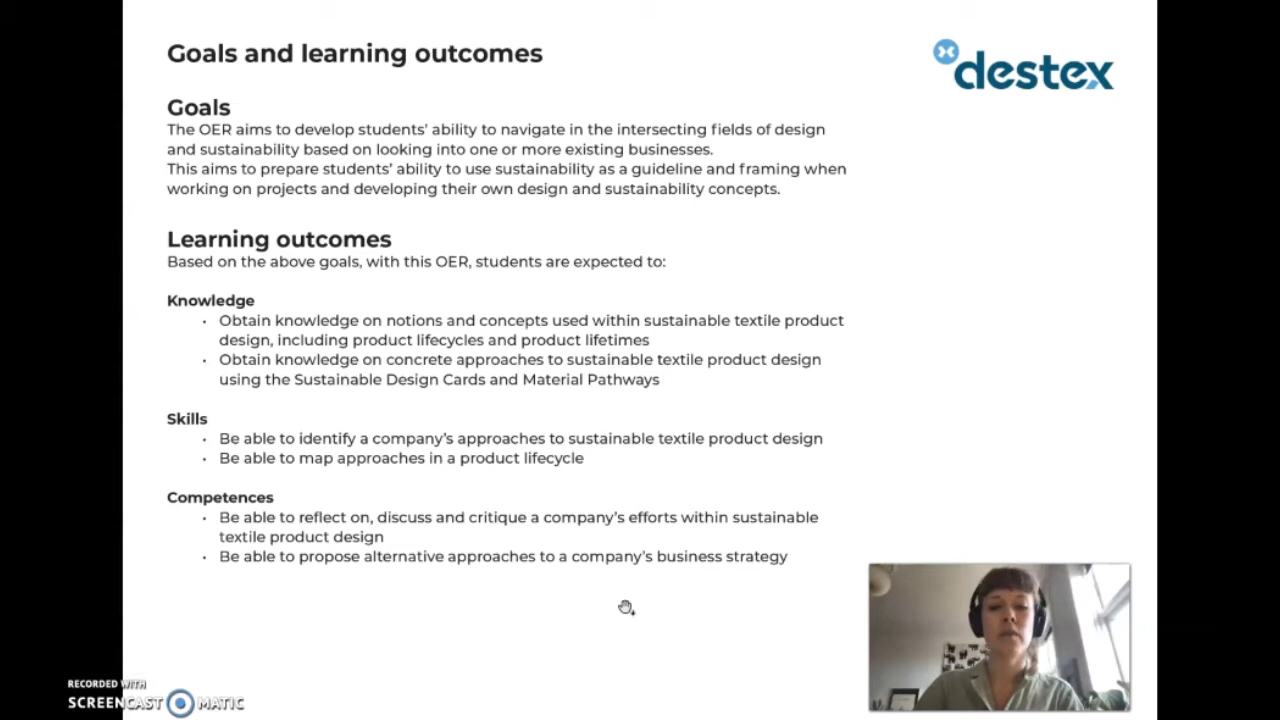 Goals and learning outcomes
destex
Goals
The OER aims to develop students' ability to navigate in the intersecting fields of design
and sustainability based on looking into one or more existing businesses.
This aims to prepare students' ability to use sustainability as a guideline and framing when
working on projects and developing their own design and sustainability concepts.
Learning outcomes
Based on the above goals, with this OER, students are expected to:
Knowledge
• Obtain knowledge on notions and concepts used within sustainable textile product
design, including product lifecycles and product lifetimes
• Obtain knowledge on concrete approaches to sustainable textile product design
using the Sustainable Design Cards and Material Pathways
Skills
• Be able to identify a company's approaches to sustainable textile product design
• Be able to map approaches in a product lifecycle
Competences
• Be able to reflect on, discuss and critique a company's efforts within sustainable
textile product design
• Be able to propose alternative approaches to a company's business strategy
RECORDED WITH
SCREENCAST MATIC